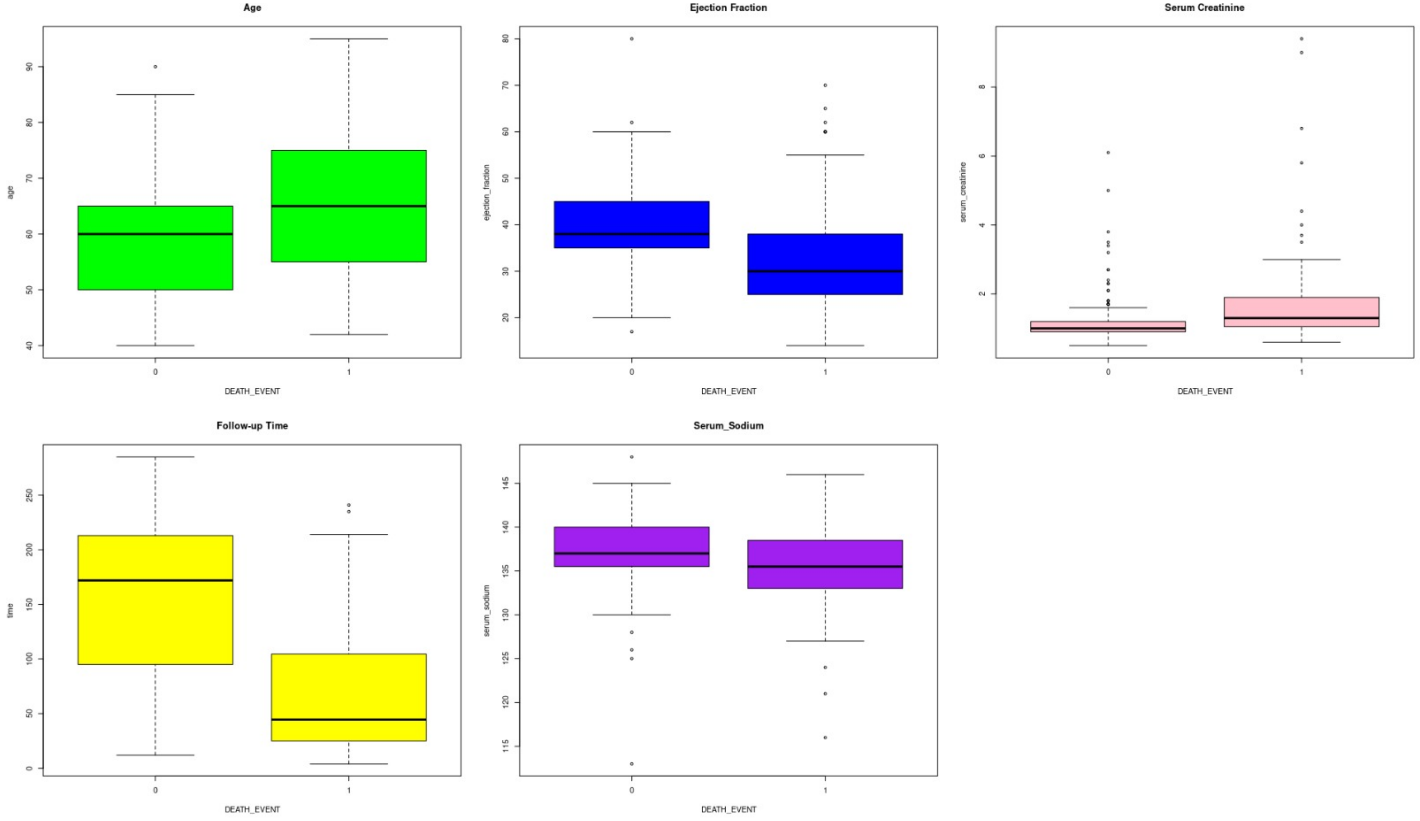 Age
90
80
70
60
50
40
age
0
1
DEATH_EVENT
Ejection Fraction
80
70
60
50
40
30
20
ejection_fraction
0
1
DEATH_EVENT
Serum Creatinine
8
6
4
2
serum_creatinine
0
1
DEATH_EVENT
Follow-up Time
250
200
150
100
50
0
time
0
1
DEATH_EVENT
Serum_Sodium
145
140
135
130
125
120
115
serum_sodium
0
1
DEATH_EVENT